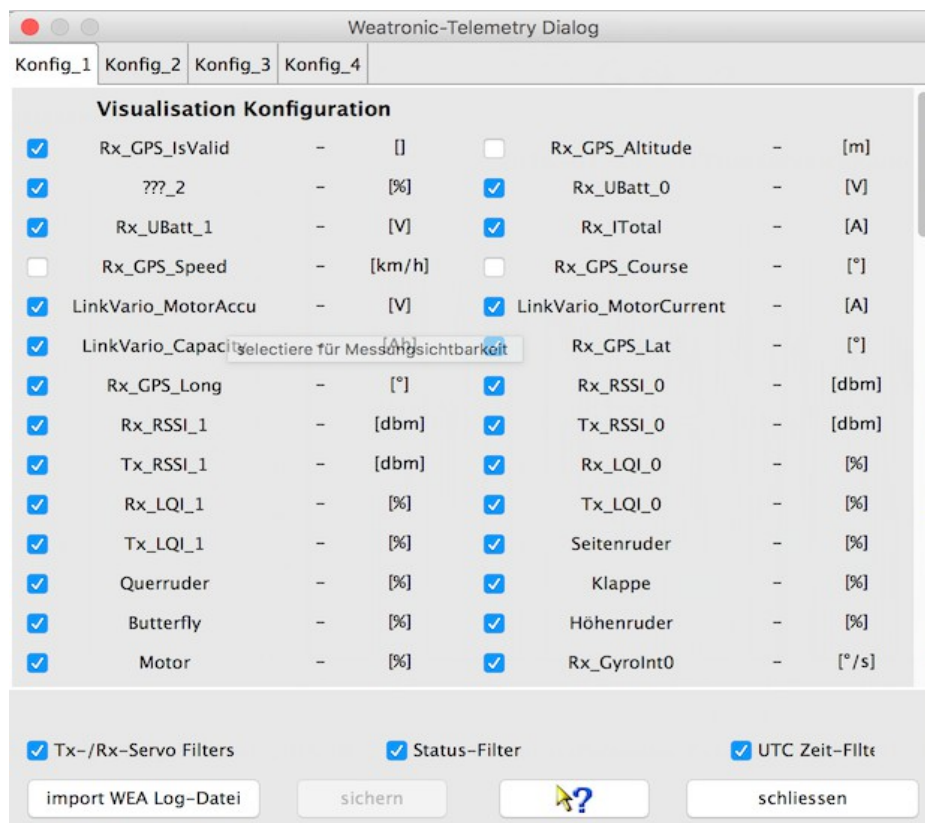 Weatronic-Telemetry Dialog
Konfig_1 Konfig_2 Konfig_3 Konfig_4
Visualisation Konfiguration
Rx_GPS_IsValid – [] Rx_GPS_Altitude – [m]
???_2 – [%] Rx_UBatt_0 – [V]
Rx_UBatt_1 – [V] Rx_ITotal – [A]
Rx_GPS_Speed – [km/h] Rx_GPS_Course – [°]
LinkVario_MotorAccu – [V] LinkVario_MotorCurrent – [A]
LinkVario_Capacity – [Ah] Rx_GPS_Lat – [°]
selectiere für Messungsichtbarkeit
Rx_GPS_Long – [°] Rx_RSSI_0 – [dbm]
Rx_RSSI_1 – [dbm] Tx_RSSI_0 – [dbm]
Tx_RSSI_1 – [dbm] Rx_LQI_0 – [%]
Rx_LQI_1 – [%] Tx_LQI_0 – [%]
Tx_LQI_1 – [%] Seitenruder – [%]
Querruder – [%] Klappe – [%]
Butterfly – [%] Höhenruder – [%]
Motor – [%] Rx_GyroInt0 – [°/s]
Tx-/Rx-Servo Filters Status-Filter UTC Zeit-FIlte
import WEA Log-Datei sichern ? schliessen